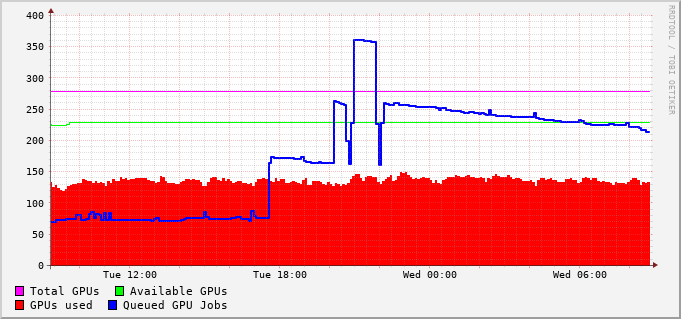 400
350
300
250
200
150
100
50
0
Tue 12:00 Tue 18:00 Wed 00:00 Wed 06:00
Total GPUs Available GPUs
GPUs used Queued GPU Jobs
RRDTOOL / TOBI OETIKER